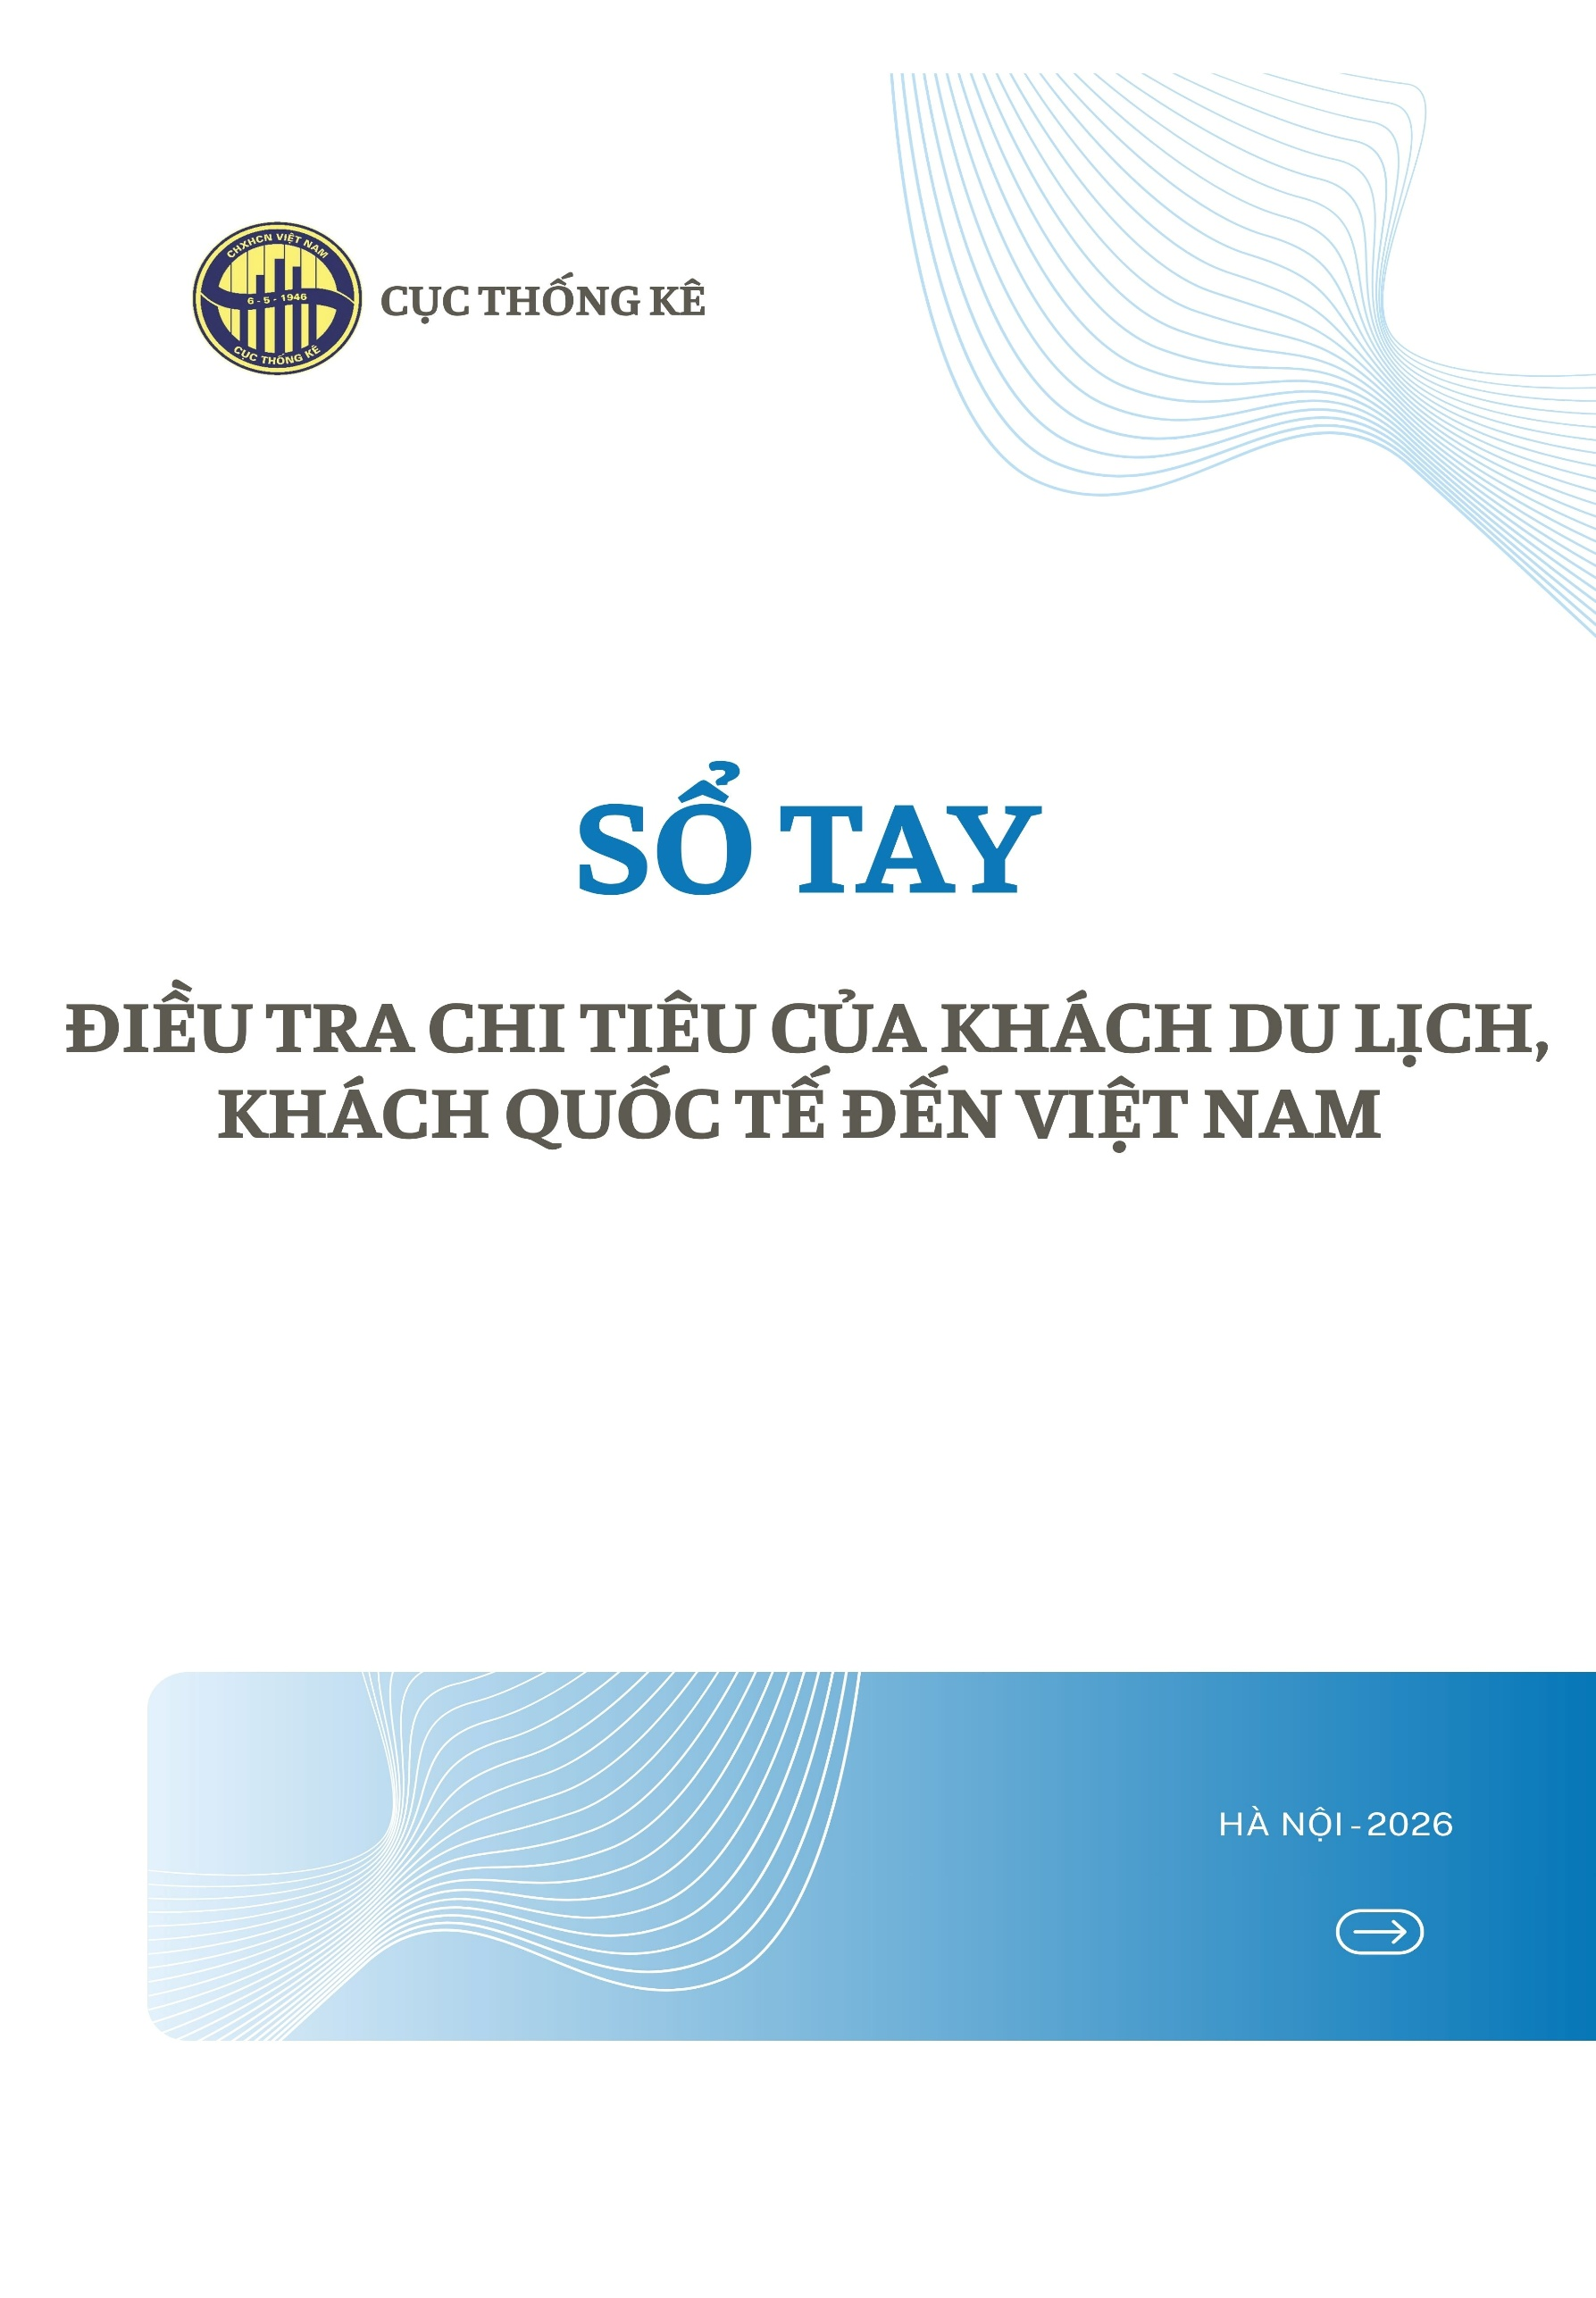 CHXHCN VIỆT NAM
6 - 5 - 1946
CỤC THỐNG KÊ
CỤC THỐNG KÊ
SỔ TAY
ĐIỀU TRA CHI TIÊU CỦA KHÁCH DU LỊCH,
KHÁCH QUỐC TẾ ĐẾN VIỆT NAM
HÀ NỘI - 2026